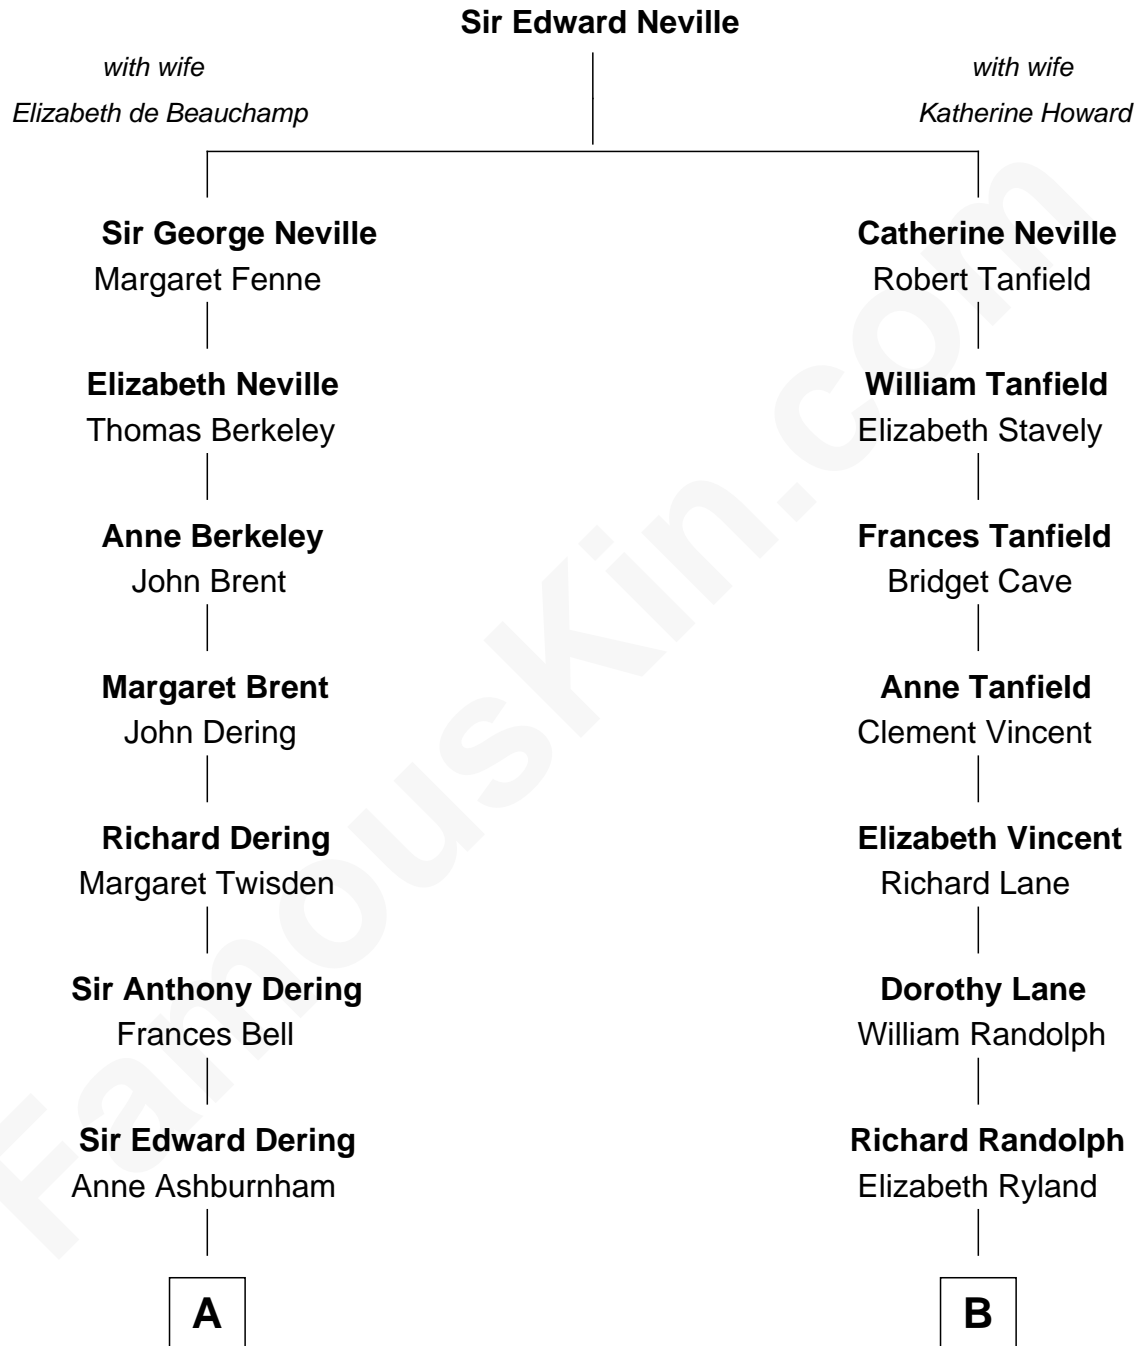 Sir Edward Neville
with wife
Elizabeth de Beauchamp
with wife
Katherine Howard
Sir George Neville
Margaret Fenne
Catherine Neville
Robert Tanfield
Elizabeth Neville
Thomas Berkeley
William Tanfield
Elizabeth Stavely
Anne Berkeley
John Brent
Frances Tanfield
Bridget Cave
Margaret Brent
John Dering
Anne Tanfield
Clement Vincent
Richard Dering
Margaret Twisden
Elizabeth Vincent
Richard Lane
Sir Anthony Dering
Frances Bell
Dorothy Lane
William Randolph
Sir Edward Dering
Anne Ashburnham
Richard Randolph
Elizabeth Ryland
A
B
FamousKin.com